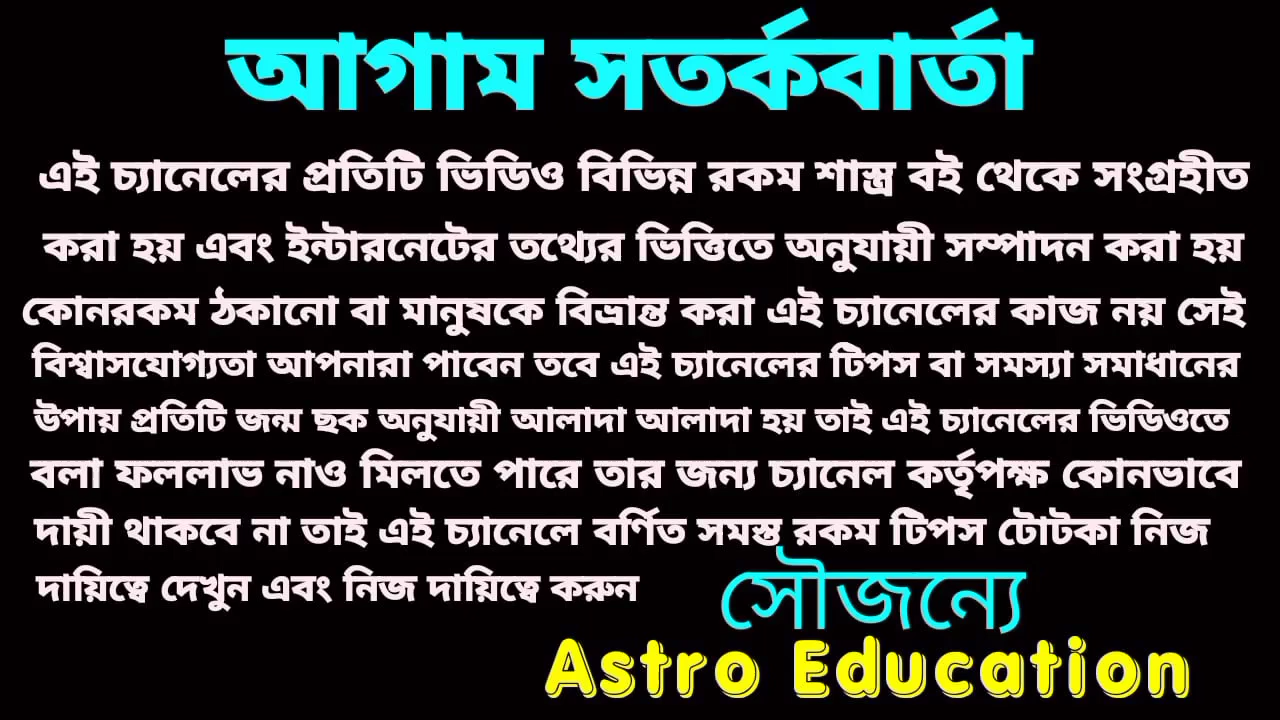 আগাম সতর্কবার্তা
এই চ্যানেলের প্রতিটি ভিডিও বিভিন্ন রকম শাস্ত্র বই থেকে সংগ্রহীত
করা হয় এবং ইন্টারনেটের তথ্যের ভিত্তিতে অনুযায়ী সম্পাদন করা হয়
কোনরকম ঠকানো বা মানুষকে বিভ্রান্ত করা এই চ্যানেলের কাজ নয় সেই
বিশ্বাসযোগ্যতা আপনারা পাবেন তবে এই চ্যানেলের টিপস বা সমস্যা সমাধানের
উপায় প্রতিটি জন্ম ছক অনুযায়ী আলাদা আলাদা হয় তাই এই চ্যানেলের ভিডিওতে
বলা ফললাভ নাও মিলতে পারে তার জন্য চ্যানেল কর্তৃপক্ষ কোনভাবে
দায়ী থাকবে না তাই এই চ্যানেলে বর্ণিত সমস্ত রকম টিপস টোটকা নিজ
দায়িত্বে দেখুন এবং নিজ দায়িত্বে করুন
সৌজন্যে
Astro Education